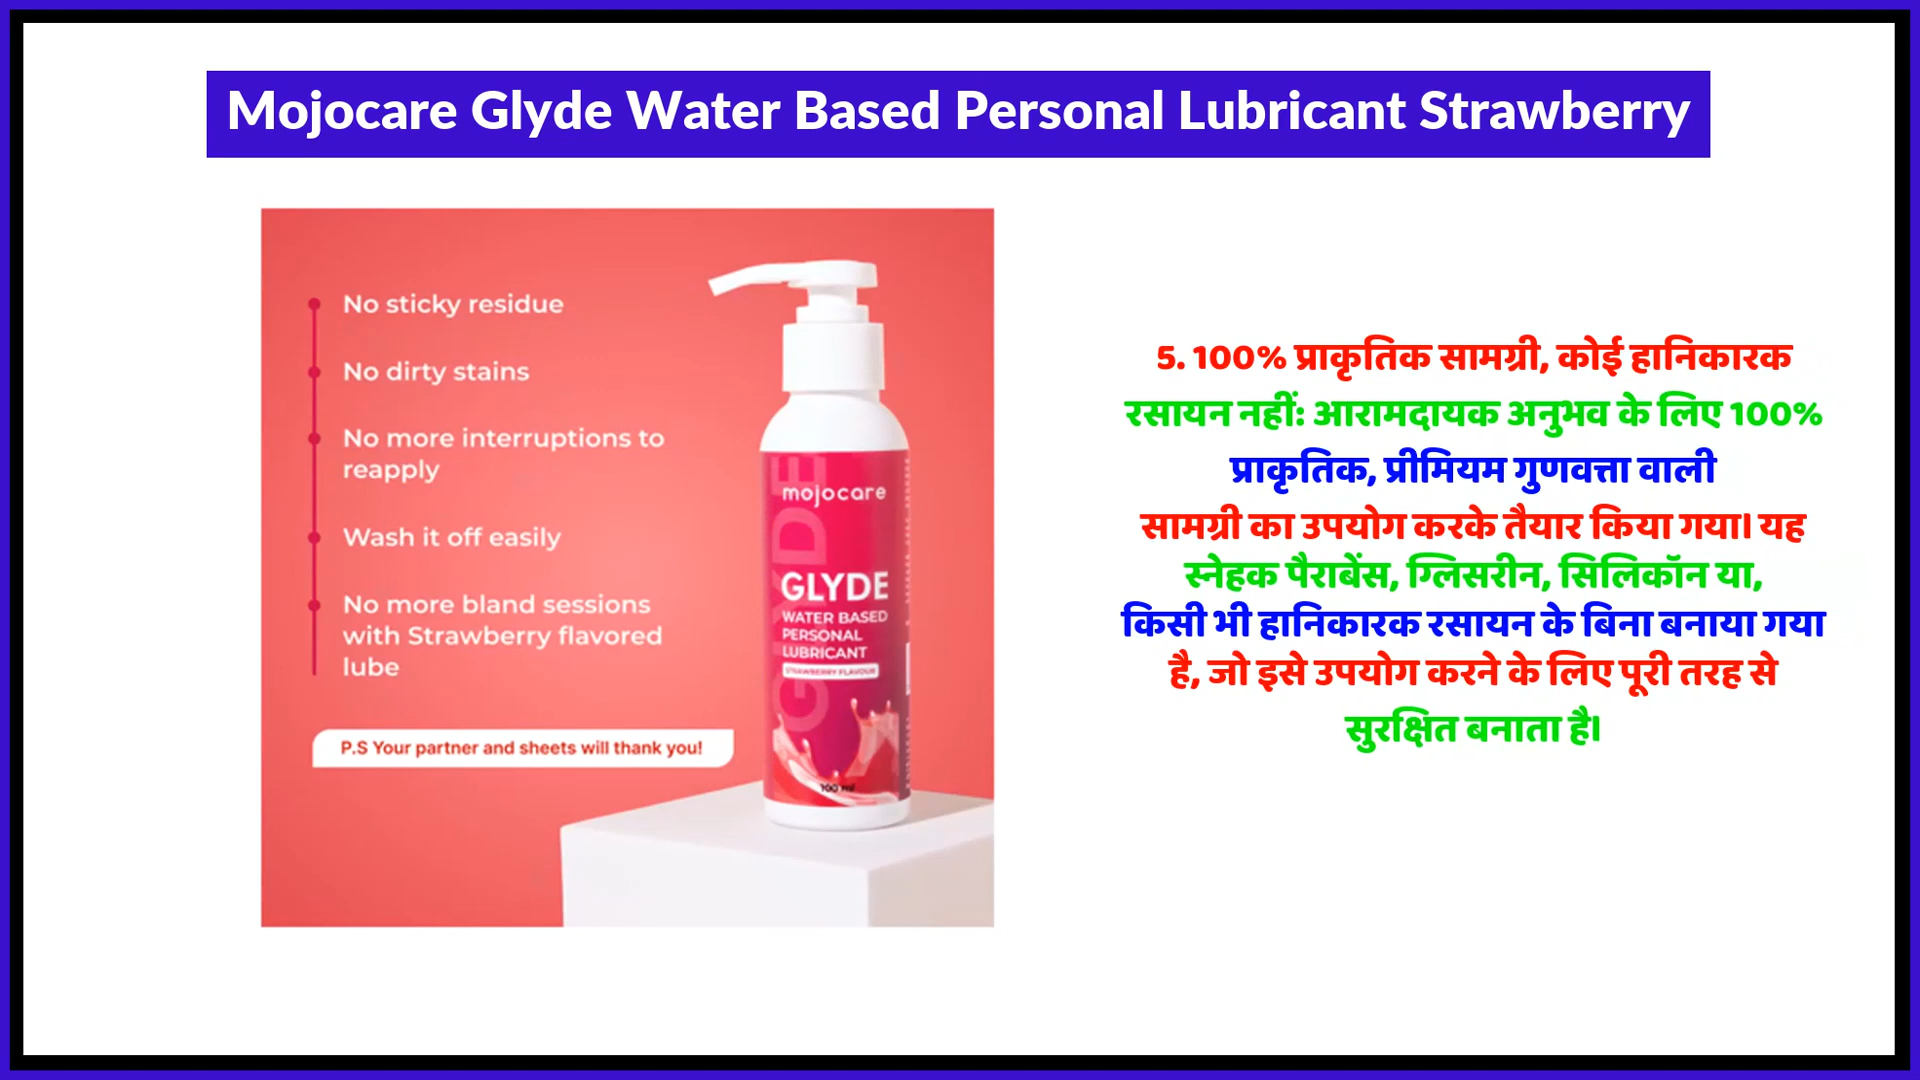 Mojocare Glyde Water Based Personal Lubricant Strawberry
No sticky residue
No dirty stains
No more interruptions to
reapply
Wash it off easily
No more bland sessions
with Strawberry flavored
lube
P.S Your partner and sheets will thank you!
mojocare
GLYDE
GLYDE
WATER BASED
PERSONAL
LUBRICANT
STRAWBERRY FLAVOUR
100 ml
5. 100% प्राकृतिक सामग्री, कोई हानिकारक
रसायन नहीं: आरामदायक अनुभव के लिए 100%
प्राकृतिक, प्रीमियम गुणवत्ता वाली
सामग्री का उपयोग करके तैयार किया गया। यह
स्नेहक पैराबेंस, ग्लिसरीन, सिलिकॉन या,
किसी भी हानिकारक रसायन के बिना बनाया गया
है, जो इसे उपयोग करने के लिए पूरी तरह से
सुरक्षित बनाता है।